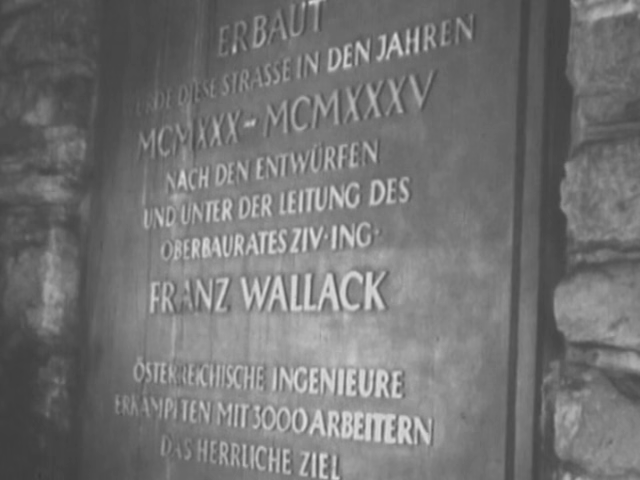 ERBAUT
WURDE DIESE STRASSE IN DEN JAHREN
MCMXXX-MCMXXXV
NACH DEN ENTWÜRFEN
UND UNTER DER LEITUNG DES
OBERBAURATES ZIV·ING·
FRANZ WALLACK
ÖSTERREICHISCHE INGENIEURE
ERKÄMPFTEN MIT 3000 ARBEITERN
DAS HERRLICHE ZIEL